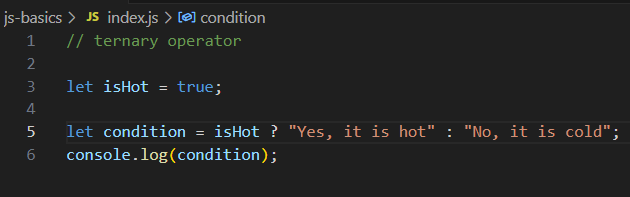 js-basics > JS index.js > condition
1 // ternary operator
2
3 let isHot = true;
4
5 let condition = isHot ? "Yes, it is hot" : "No, it is cold";
6 console.log(condition);